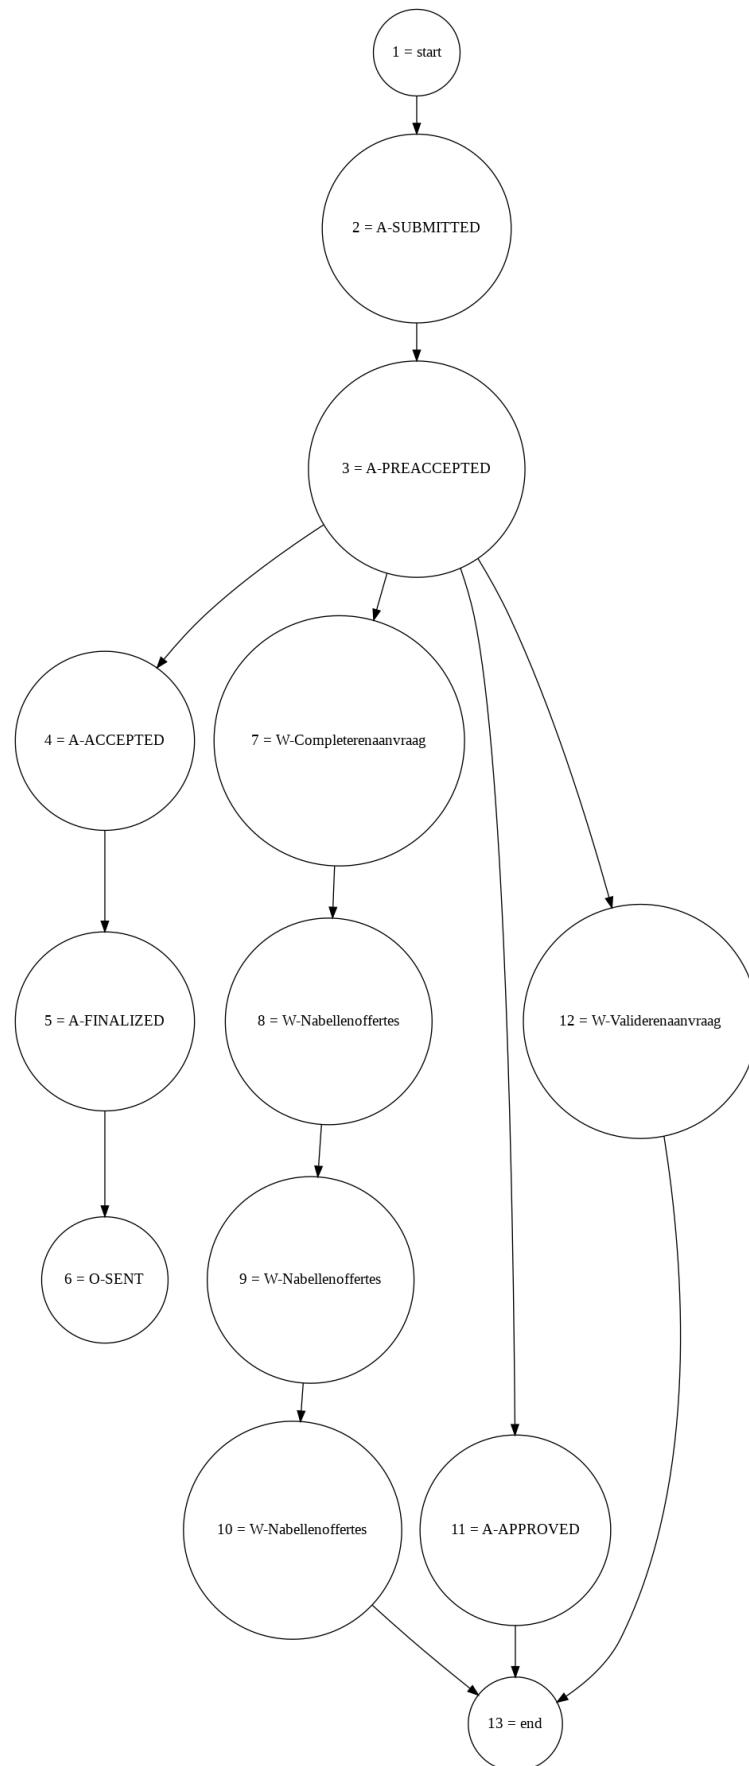 1 = start
2 = A-SUBMITTED
3 = A-PREACCEPTED
4 = A-ACCEPTED
7 = W-Completerenaanvraag
5 = A-FINALIZED
8 = W-Nabellenoffertes
12 = W-Validerenaanvraag
6 = O-SENT
9 = W-Nabellenoffertes
10 = W-Nabellenoffertes
11 = A-APPROVED
13 = end